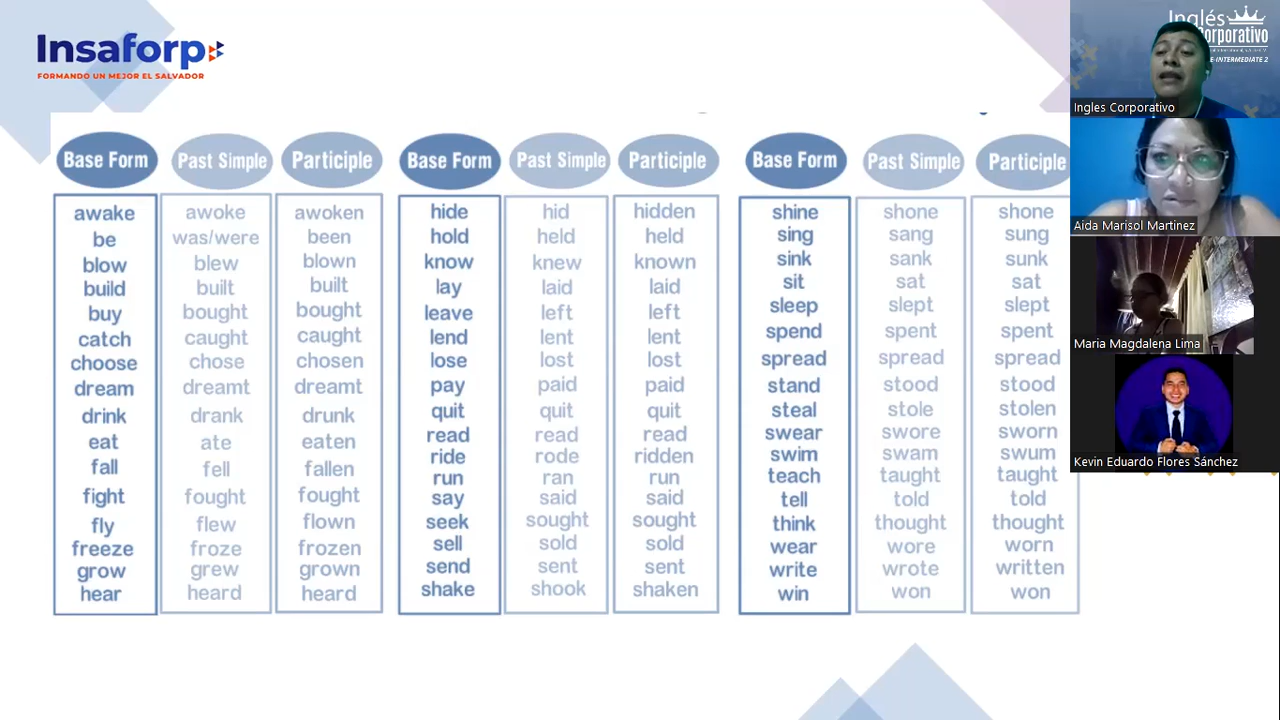 Insaforp
FORMANDO UN MEJOR EL SALVADOR
Base Form Past Simple Participle Base Form Past Simple Participle Base Form Past Simple Participle
awake awoke awoken hide hid hidden shine shone shone
be was/were been hold held held sing sang sung
blow blew blown know knew known sink sank sunk
build built built lay laid laid sit sat sat
buy bought bought leave left left sleep slept slept
catch caught caught lend lent lent spend spent spent
choose chose chosen lose lost lost spread spread spread
dream dreamt dreamt pay paid paid stand stood stood
drink drank drunk quit quit quit steal stole stolen
eat ate eaten read read read swear swore sworn
fall fell fallen ride rode ridden swim swam swum
fight fought fought run ran run teach taught taught
fly flew flown say said said tell told told
freeze froze frozen seek sought sought think thought thought
grow grew grown sell sold sold wear wore worn
hear heard heard send sent sent write wrote written
shake shook shaken win won won
Inglés
Corporativo
E-INTERMEDIATE 2
Ingles Corporativo
Aida Marisol Martinez
Maria Magdalena Lima
Kevin Eduardo Flores Sánchez